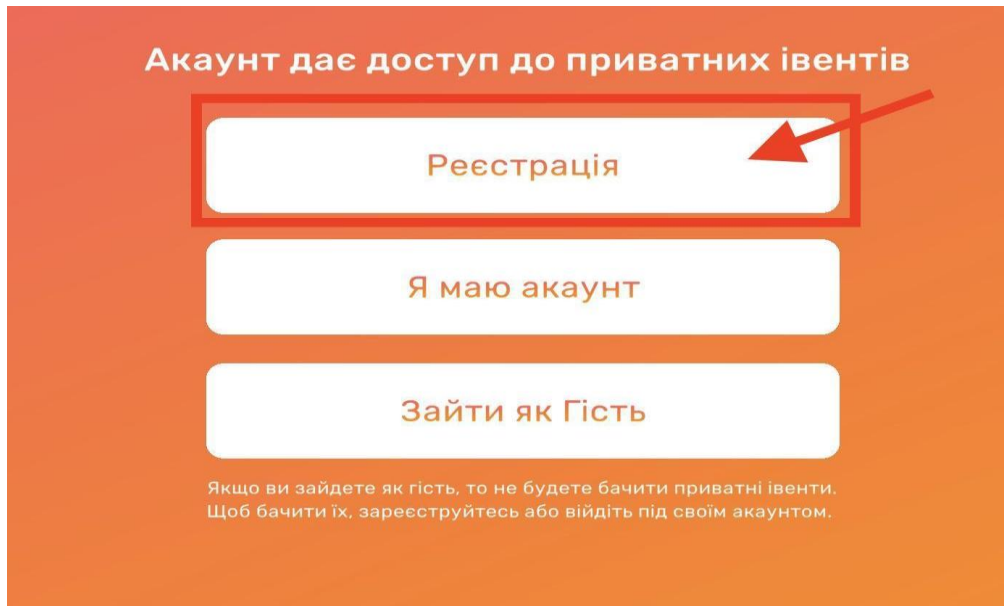 Акаунт дає доступ до приватних івентів
Реєстрація
Я маю акаунт
Зайти як Гість
Якщо ви зайдете як гість, то не будете бачити приватні івенти.
Щоб бачити їх, зареєструйтесь або війдіть під своїм акаунтом.